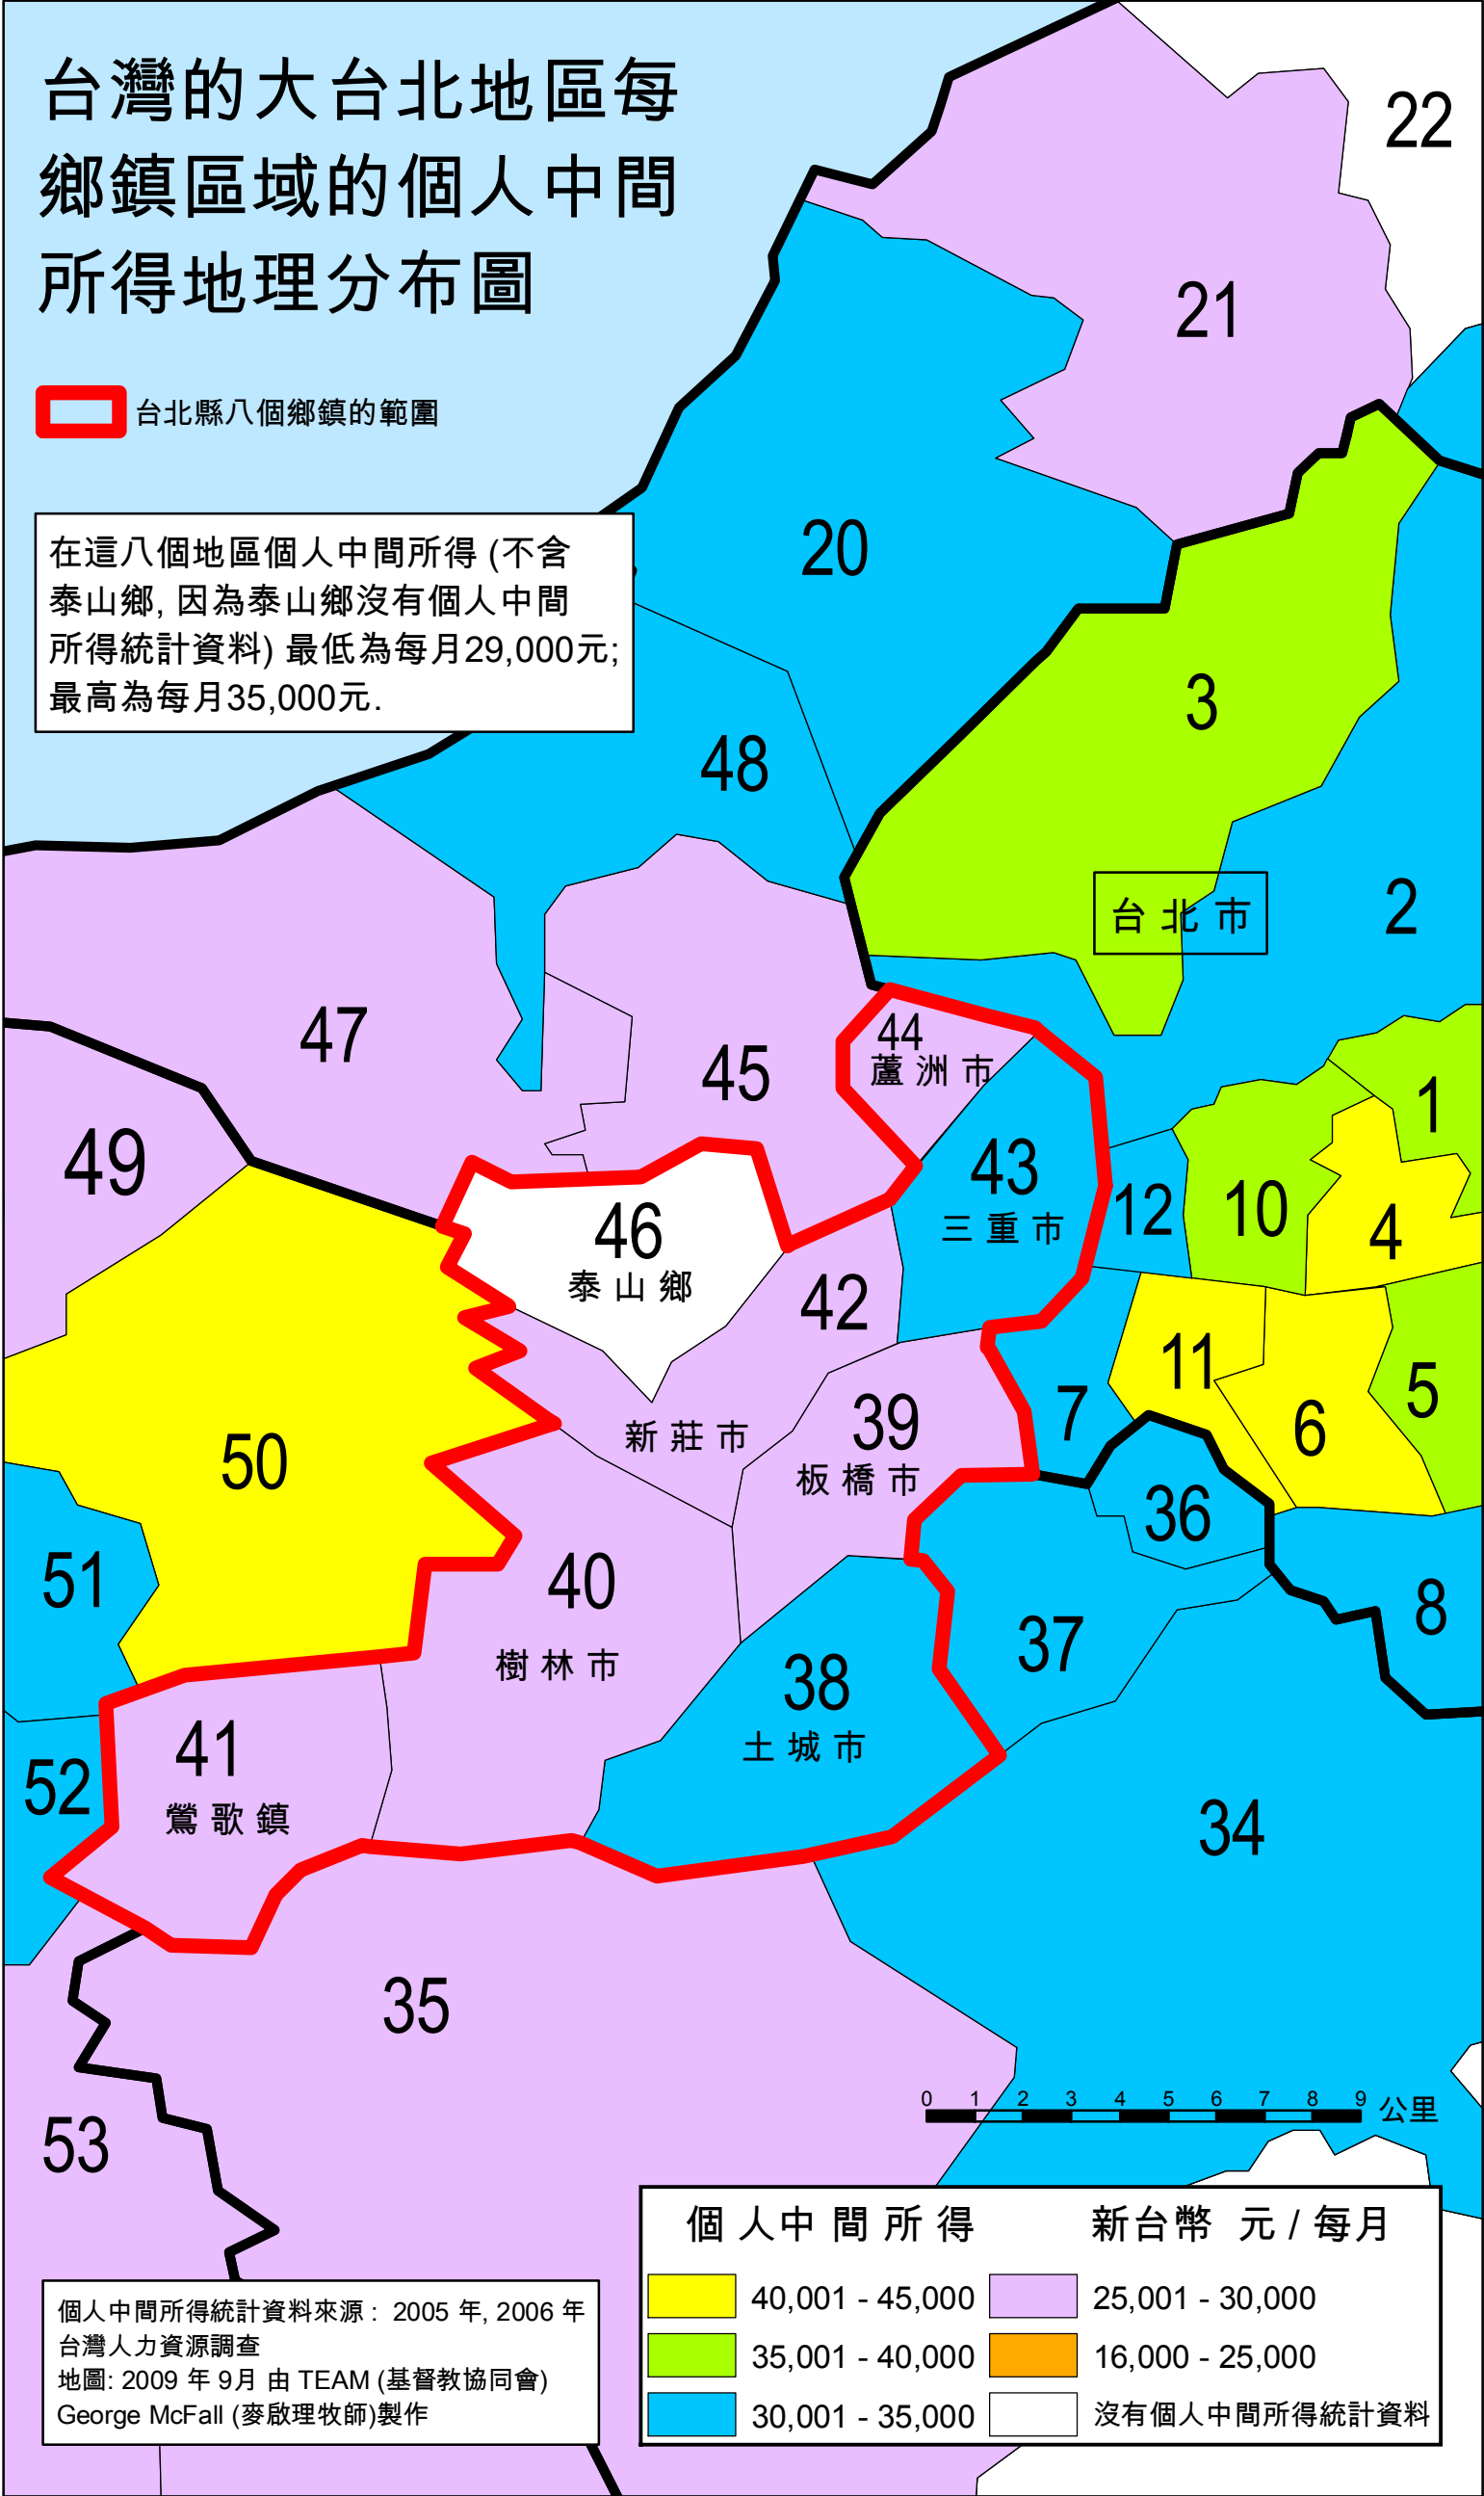 台灣的大台北地區每
鄉鎮區域的個人中間
所得地理分布圖
台北縣八個鄉鎮的範圍
在這八個地區個人中間所得 (不含
泰山鄉, 因為泰山鄉沒有個人中間
所得統計資料) 最低為每月29,000元;
最高為每月35,000元.
22
21
20
3
48
台北市
2
47
45
44
蘆洲市
1
49
43
三重市
12
10
4
46
泰山鄉
42
新莊市
11
5
7
6
39
板橋市
50
36
51
40
樹林市
8
37
38
土城市
41
鶯歌鎮
52
34
35
53
0 1 2 3 4 5 6 7 8 9 公里
個人中間所得 新台幣 元 / 每月
40,001 - 45,000
25,001 - 30,000
35,001 - 40,000
16,000 - 25,000
30,001 - 35,000
沒有個人中間所得統計資料
個人中間所得統計資料來源 : 2005 年, 2006 年
台灣人力資源調查
地圖: 2009 年 9月 由 TEAM (基督教協同會)
George McFall (麥啟理牧師)製作